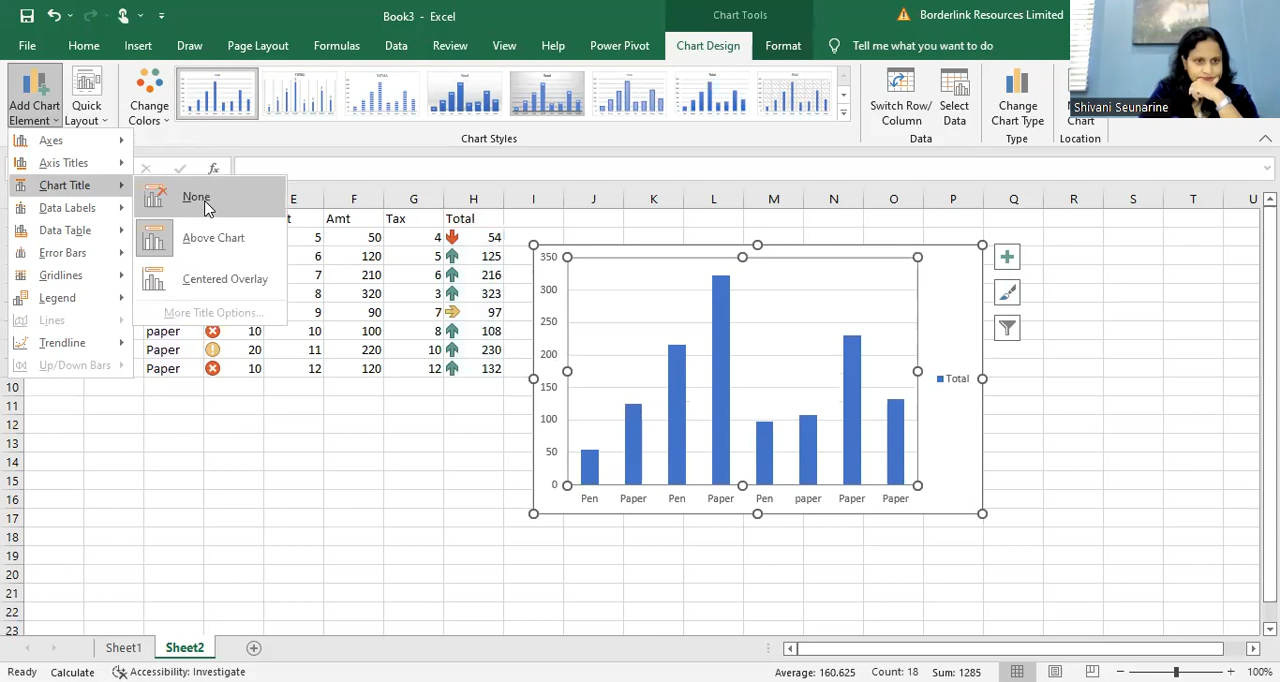 Book3 - Excel
Chart Tools
Borderlink Resources Limited
File Home Insert Draw Page Layout Formulas Data Review View Help Power Pivot Chart Design Format Tell me what you want to do
Add Chart Element
Quick Layout
Change Colors
Switch Row/ Column
Select Data
Change Chart Type
Chart
Chart Styles
Data
Type
Location
Shivani Seunarine
Axes
Axis Titles
Chart Title
Data Labels
Data Table
Error Bars
Gridlines
Legend
Lines
Trendline
Up/Down Bars
None
Above Chart
Centered Overlay
More Title Options...
fx
E F G H I J K L M N O P Q R S T U
t Amt Tax Total
5 50 4 54
6 120 5 125
7 210 6 216
8 320 3 323
9 90 7 97
paper 10 10 100 8 108
Paper 20 11 220 10 230
Paper 10 12 120 12 132
10
11
12
13
14
15
16
17
18
19
20
21
22
23
350
300
250
200
150
100
50
0
Pen Paper Pen Paper Pen paper Paper Paper
Total
Sheet1 Sheet2
Ready Calculate Accessibility: Investigate Average: 160.625 Count: 18 Sum: 1285 100%